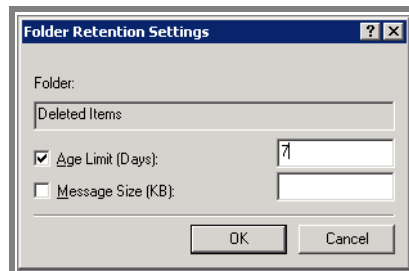 Folder Retention Settings
Folder:
Deleted Items
Age Limit (Days):
7
Message Size (KB):
OK
Cancel